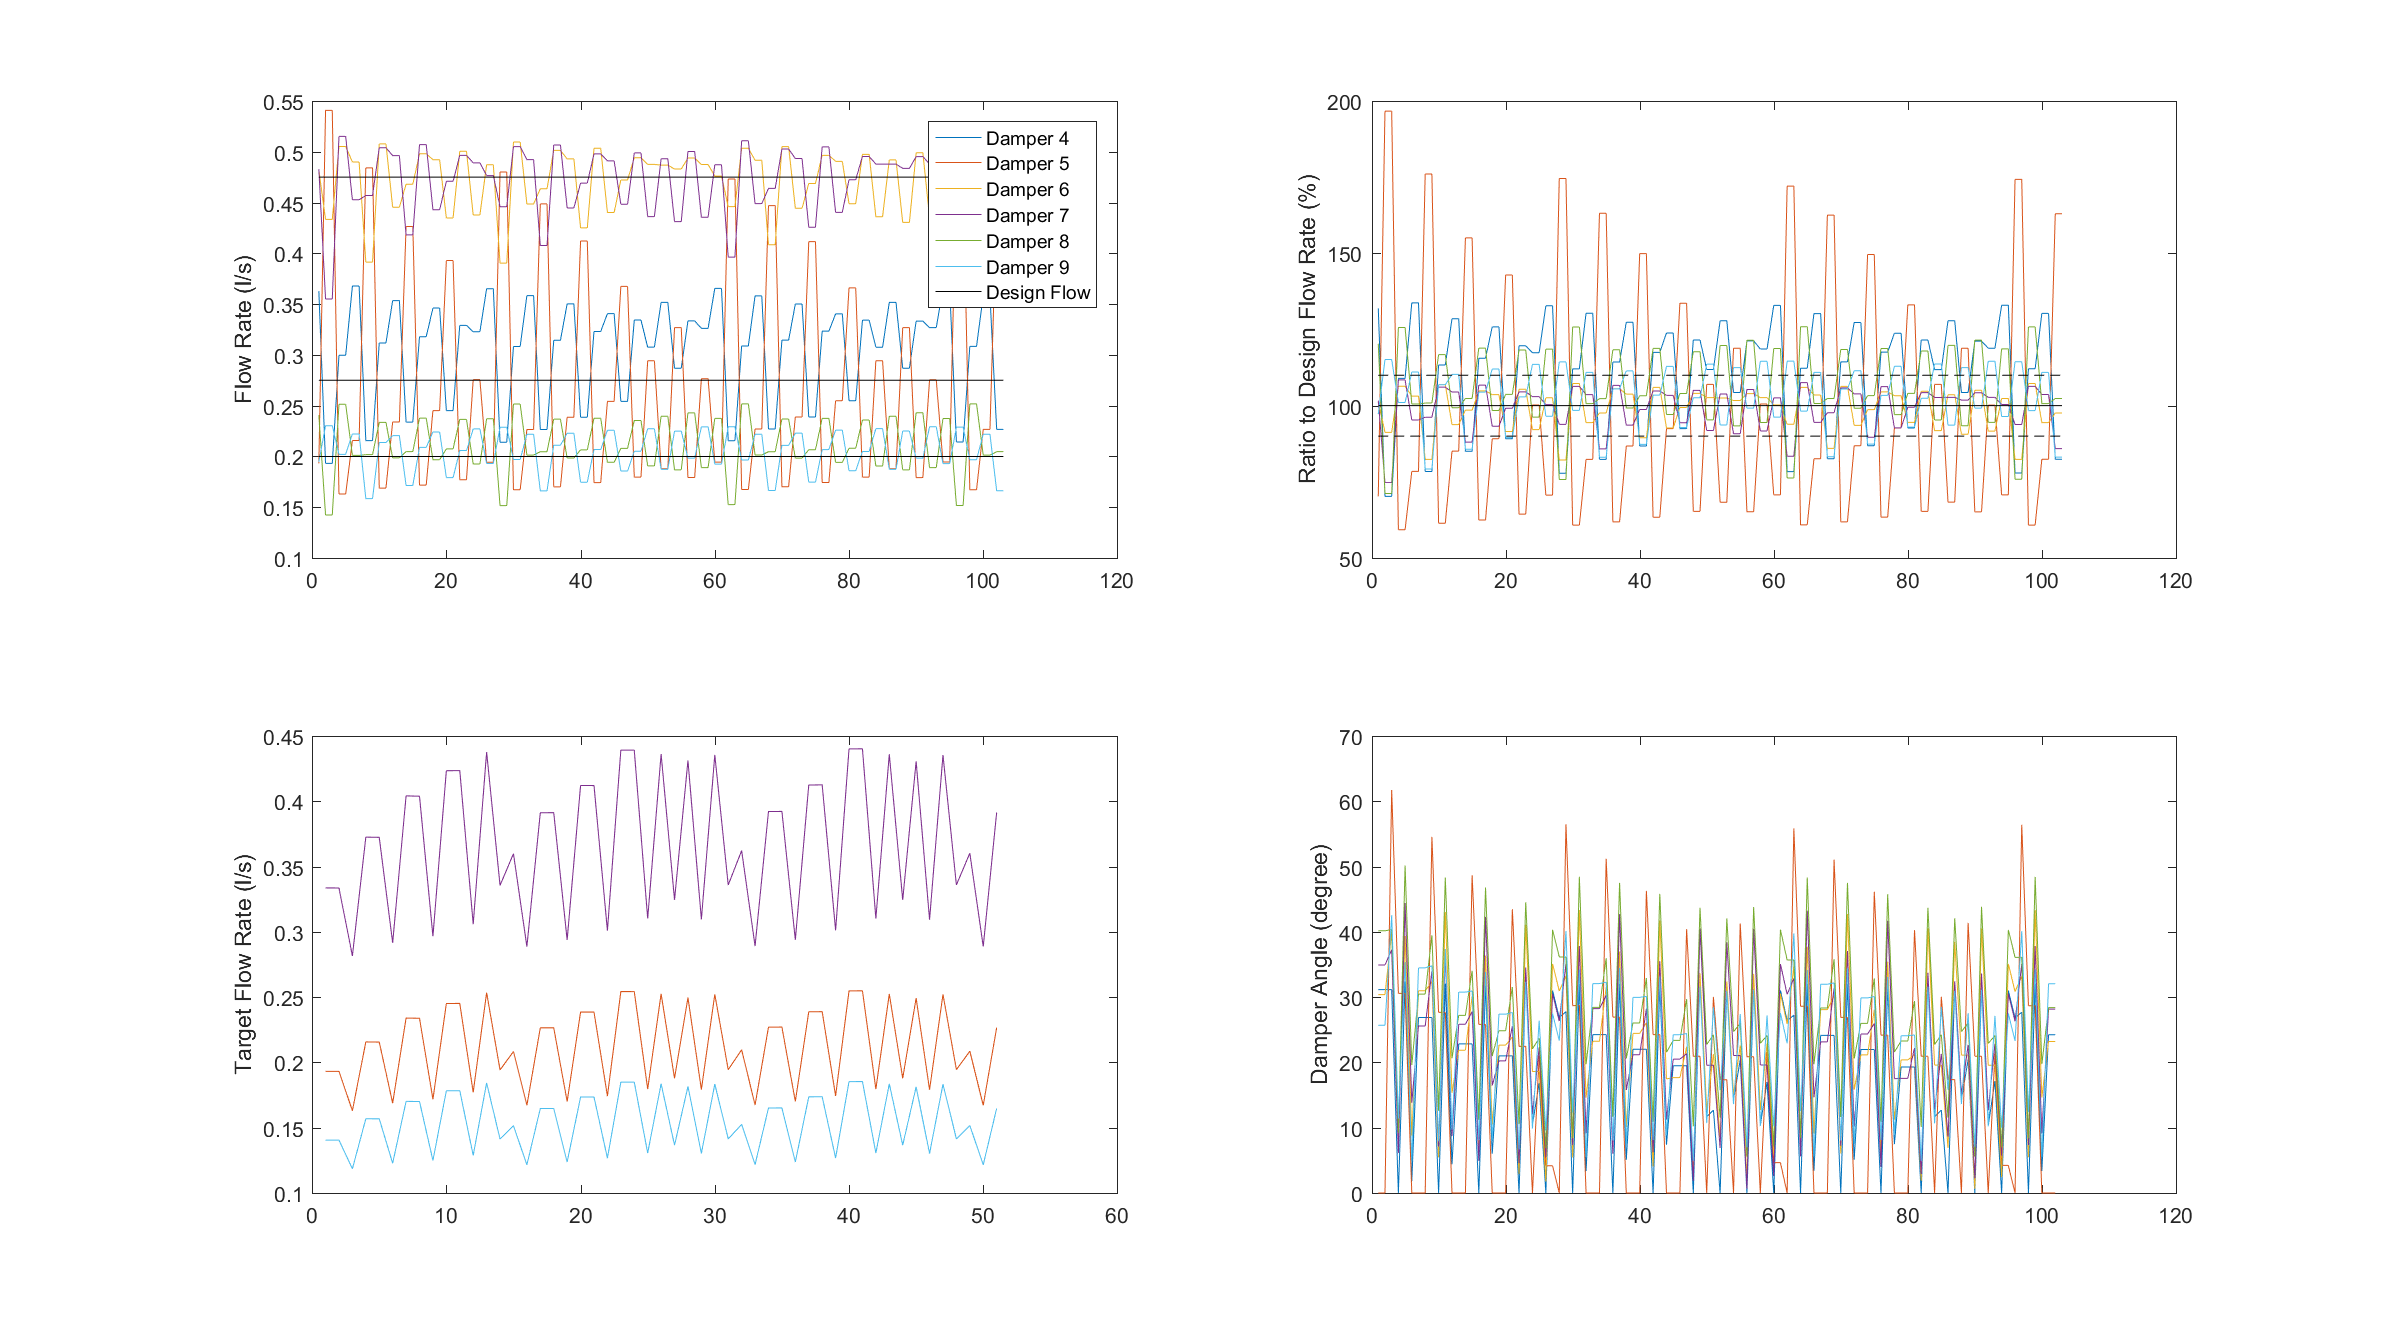 Flow Rate (l/s)
0.55
0.5
0.45
0.4
0.35
0.3
0.25
0.2
0.15
0.1
0 20 40 60 80 100 120
Damper 4
Damper 5
Damper 6
Damper 7
Damper 8
Damper 9
Design Flow
Ratio to Design Flow Rate (%)
200
150
100
50
0 20 40 60 80 100 120
Target Flow Rate (l/s)
0.45
0.4
0.35
0.3
0.25
0.2
0.15
0.1
0 10 20 30 40 50 60
Damper Angle (degree)
70
60
50
40
30
20
10
0
0 20 40 60 80 100 120